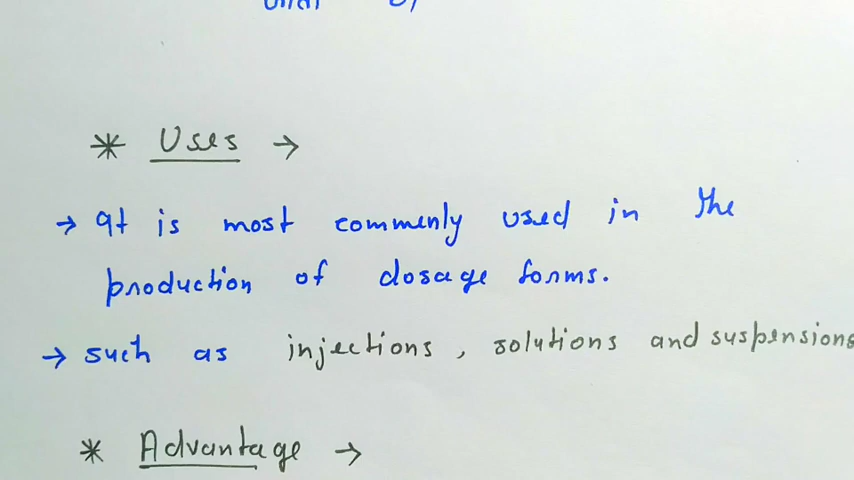 * Uses →
→ It is most commenly used in the
production of dosage forms.
→ such as injections, solutions and suspensions
* Advantage →